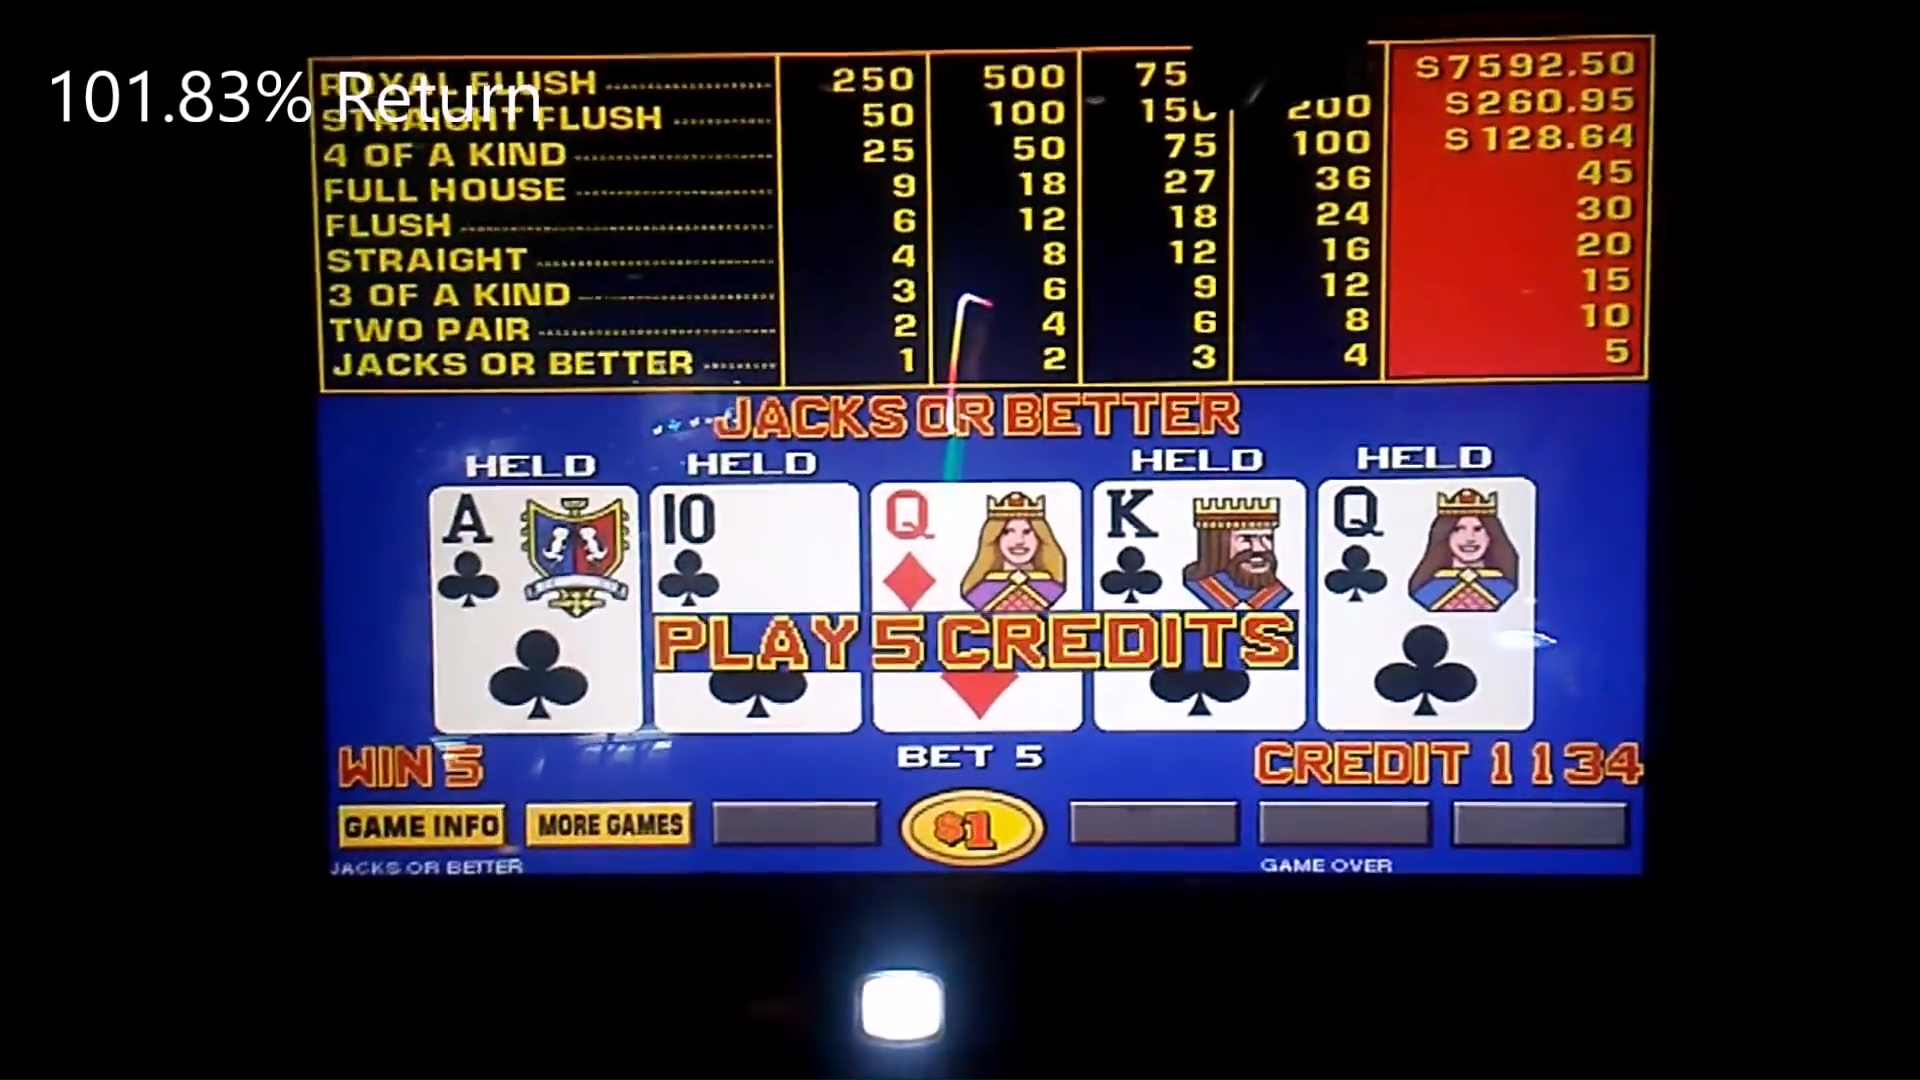 101.83% Return
ROYAL FLUSH 250 500 75 $7592.50
STRAIGHT FLUSH 50 100 150 200 $260.95
4 OF A KIND 25 50 75 100 $128.64
FULL HOUSE 9 18 27 36 45
FLUSH 6 12 18 24 30
STRAIGHT 4 8 12 16 20
3 OF A KIND 3 6 9 12 15
TWO PAIR 2 4 6 8 10
JACKS OR BETTER 1 2 3 4 5
JACKS OR BETTER
HELD HELD HELD HELD
A 10 Q K Q
PLAY 5 CREDITS
WIN 5 BET 5 CREDIT 1134
GAME INFO MORE GAMES $1
JACKS OR BETTER GAME OVER